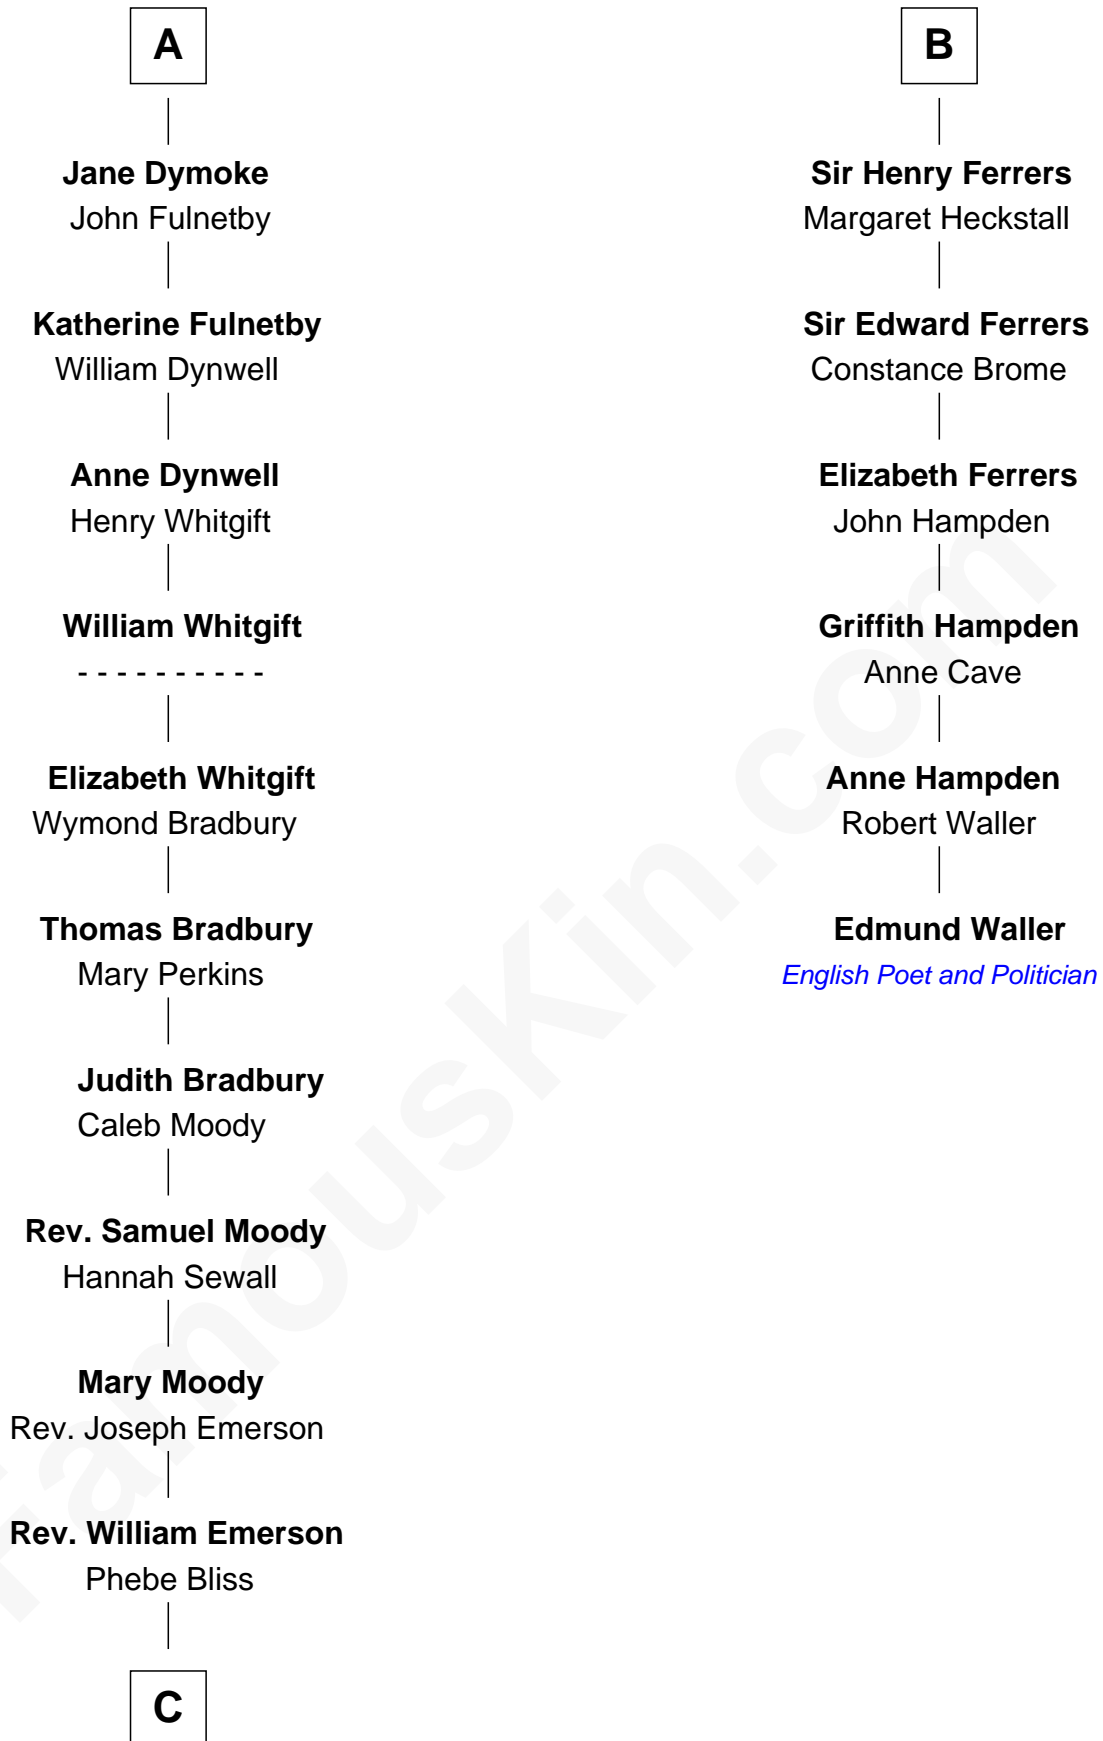 A
Jane Dymoke
John Fulnetby
Katherine Fulnetby
William Dynwell
Anne Dynwell
Henry Whitgift
William Whitgift
- - - - - - - - - -
Elizabeth Whitgift
Wymond Bradbury
Thomas Bradbury
Mary Perkins
Judith Bradbury
Caleb Moody
Rev. Samuel Moody
Hannah Sewall
Mary Moody
Rev. Joseph Emerson
Rev. William Emerson
Phebe Bliss
C
B
Sir Henry Ferrers
Margaret Heckstall
Sir Edward Ferrers
Constance Brome
Elizabeth Ferrers
John Hampden
Griffith Hampden
Anne Cave
Anne Hampden
Robert Waller
Edmund Waller
English Poet and Politician
FamousKin.com